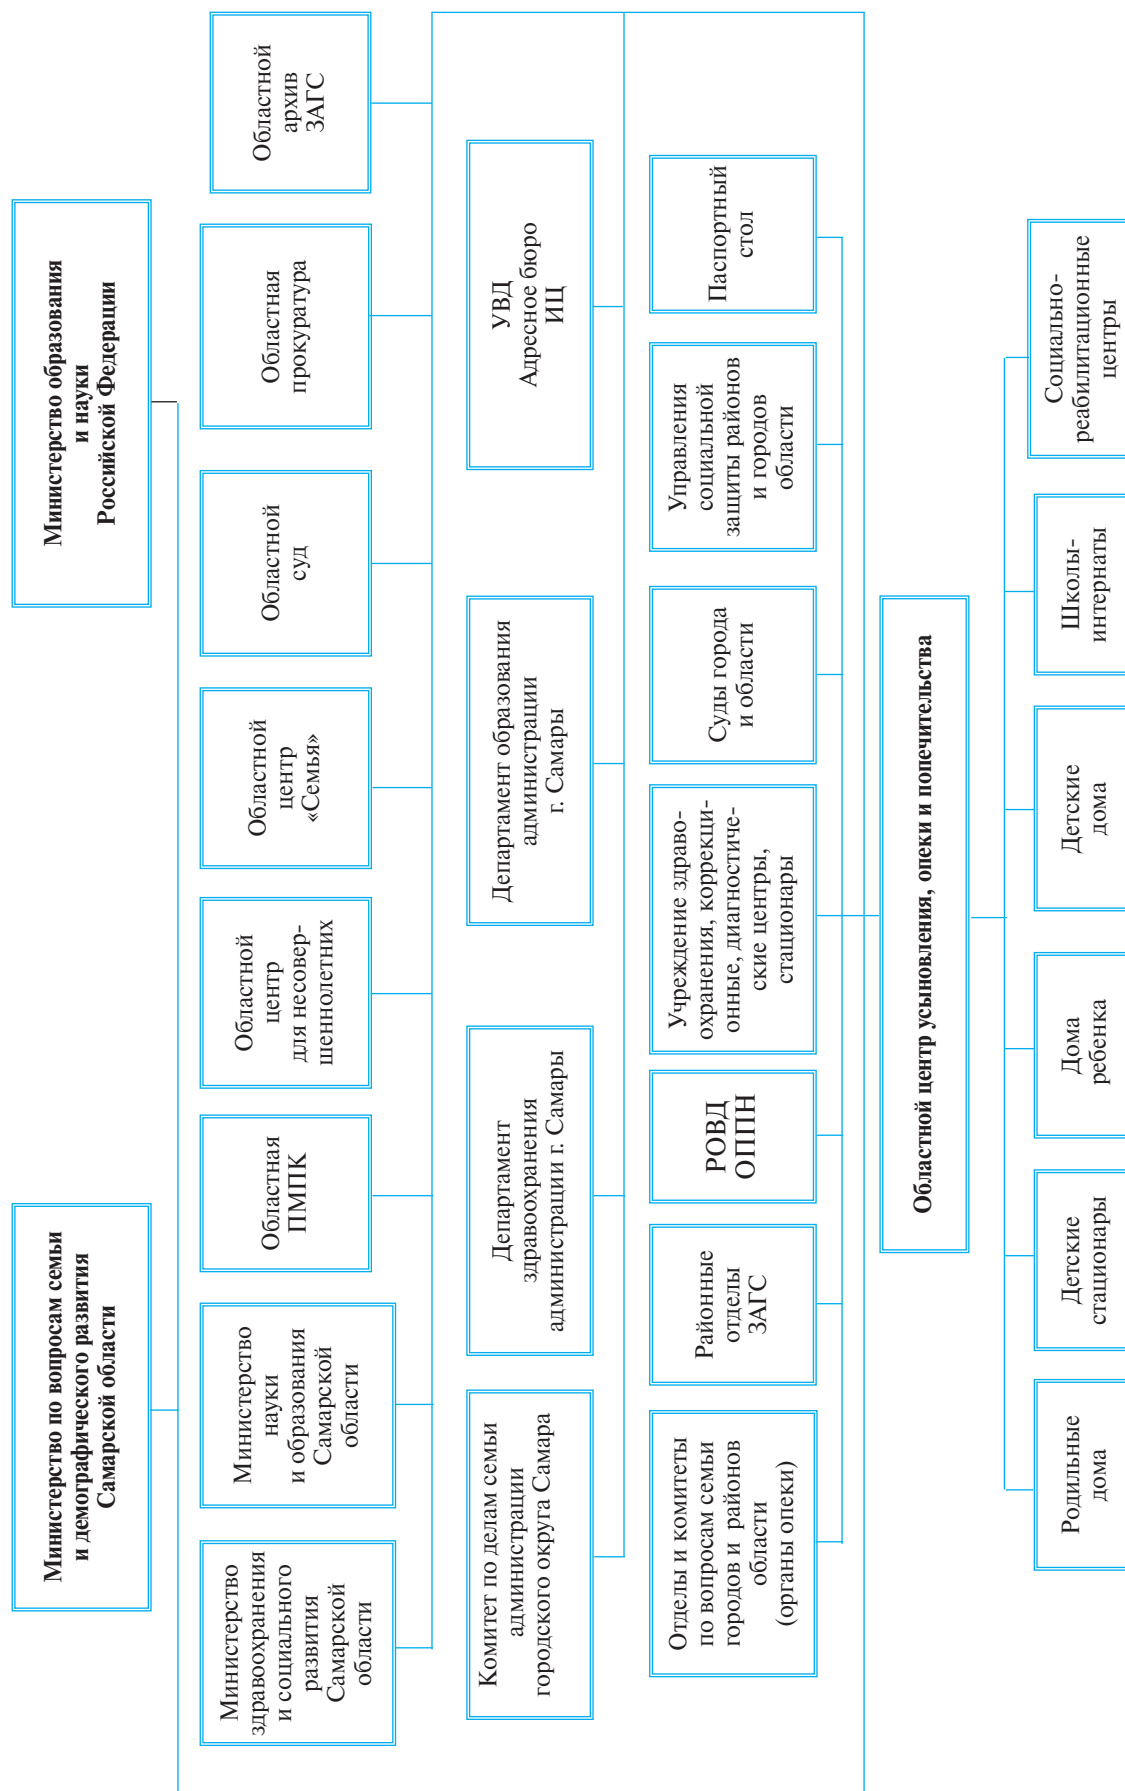 Министерство по вопросам семьи
и демографического развития
Самарской области
Министерство образования
и науки
Российской Федерации
Министерство
здравоохранения
и социального
развития
Самарской
области
Министерство
науки
и образования
Самарской
области
Областная
ПМПК
Областной
центр
для несовер-
шеннолетних
Областной
центр
«Семья»
Областной
суд
Областная
прокуратура
Областной
архив
ЗАГС
Комитет по делам семьи
администрации
городского округа Самара
Департамент
здравоохранения
администрации г. Самары
Департамент образования
администрации
г. Самары
УВД
Адресное бюро
ИЦ
Отделы и комитеты
по вопросам семьи
городов и районов
области
(органы опеки)
Районные
отделы
ЗАГС
РОВД
ОППН
Учреждение здраво-
охранения, коррекци-
онные, диагностиче-
ские центры,
стационары
Суды города
и области
Управления
социальной
защиты районов
и городов
области
Паспортный
стол
Областной центр усыновления, опеки и попечительства
Родильные
дома
Детские
стационары
Дома
ребенка
Детские
дома
Школы-
интернаты
Социально-
реабилитационные
центры